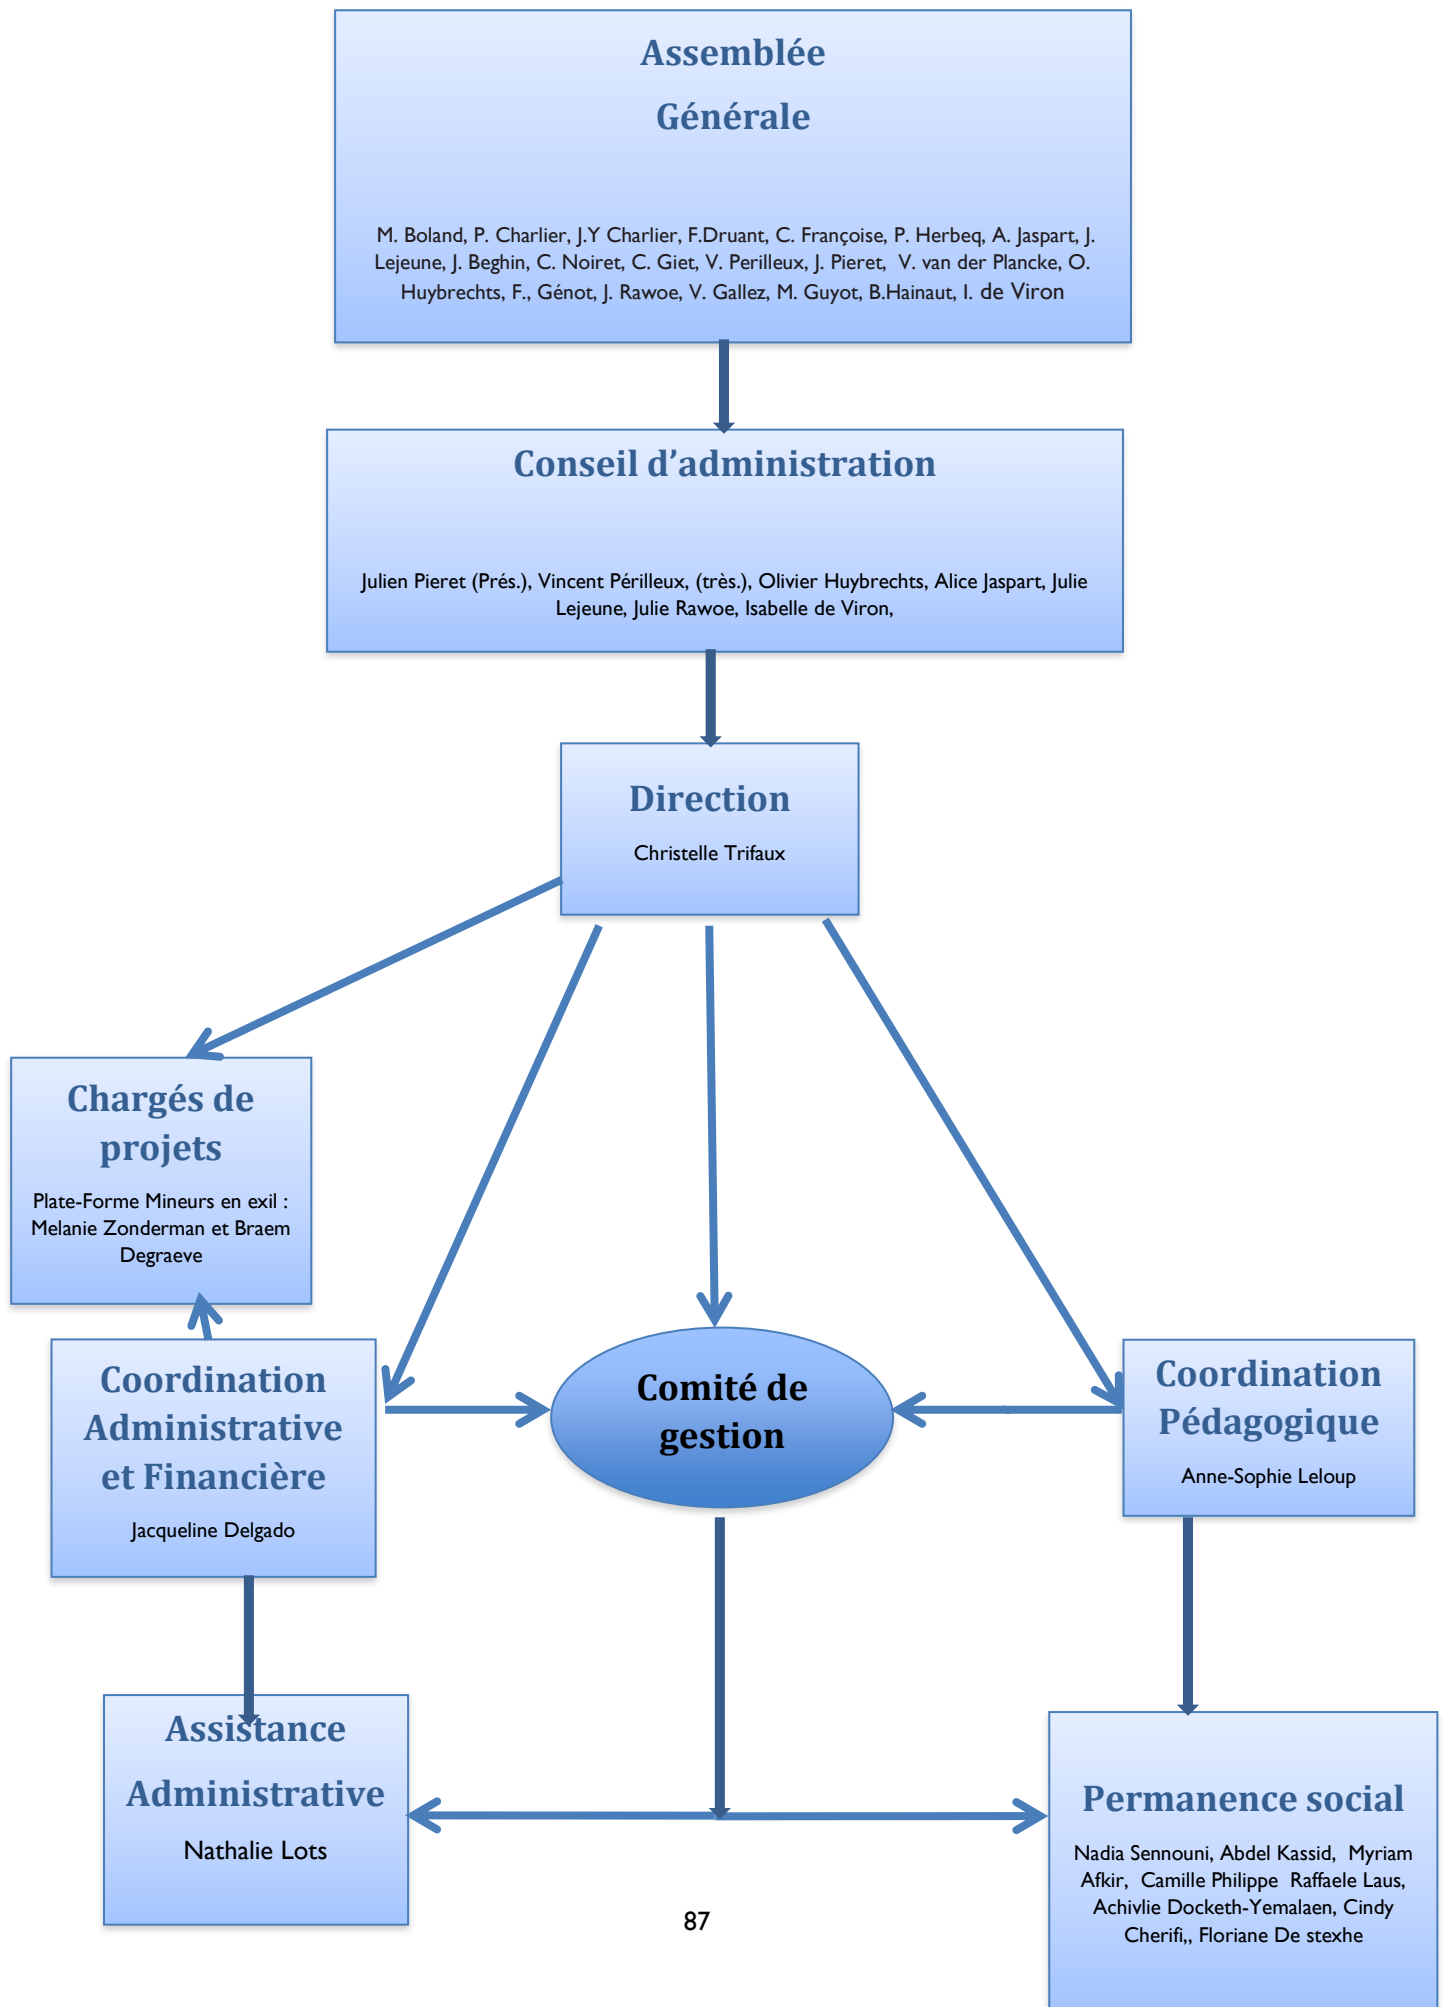 Assemblée
Générale
M. Boland, P. Charlier, J.Y Charlier, F.Druant, C. Françoise, P. Herbeq, A. Jaspart, J.
Lejeune, J. Beghin, C. Noiret, C. Giet, V. Perilleux, J. Pieret, V. van der Plancke, O.
Huybrechts, F., Génot, J. Rawoe, V. Gallez, M. Guyot, B.Hainaut, I. de Viron
Conseil d’administration
Julien Pieret (Prés.), Vincent Périlleux, (très.), Olivier Huybrechts, Alice Jaspart, Julie
Lejeune, Julie Rawoe, Isabelle de Viron,
Direction
Christelle Trifaux
Chargés de
projets
Plate-Forme Mineurs en exil :
Melanie Zonderman et Braem
Degraeve
Coordination
Administrative
et Financière
Jacqueline Delgado
Comité de
gestion
Coordination
Pédagogique
Anne-Sophie Leloup
Assistance
Administrative
Nathalie Lots
Permanence social
Nadia Sennouni, Abdel Kassid, Myriam
Afkir, Camille Philippe Raffaele Laus,
Achivlie Docketh-Yemalaen, Cindy
Cherifi,, Floriane De stexhe
87